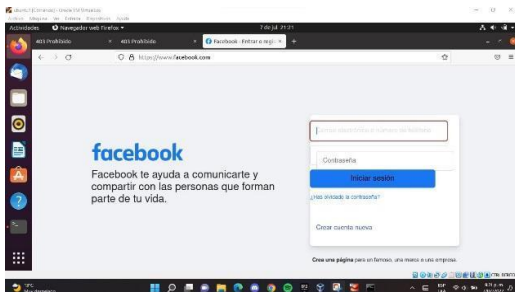 Actividades
Navegador web Firefox
7 de jul 21:21
403 Prohibido
403 Prohibido
Facebook - Entrar o regis
https://www.facebook.com
facebook
Facebook te ayuda a comunicarte y
compartir con las personas que forman
parte de tu vida.
Contraseña
Iniciar sesión
¿Has olvidado la contraseña?
Crear cuenta nueva
Crea una página para un famoso, una marca o una empresa.